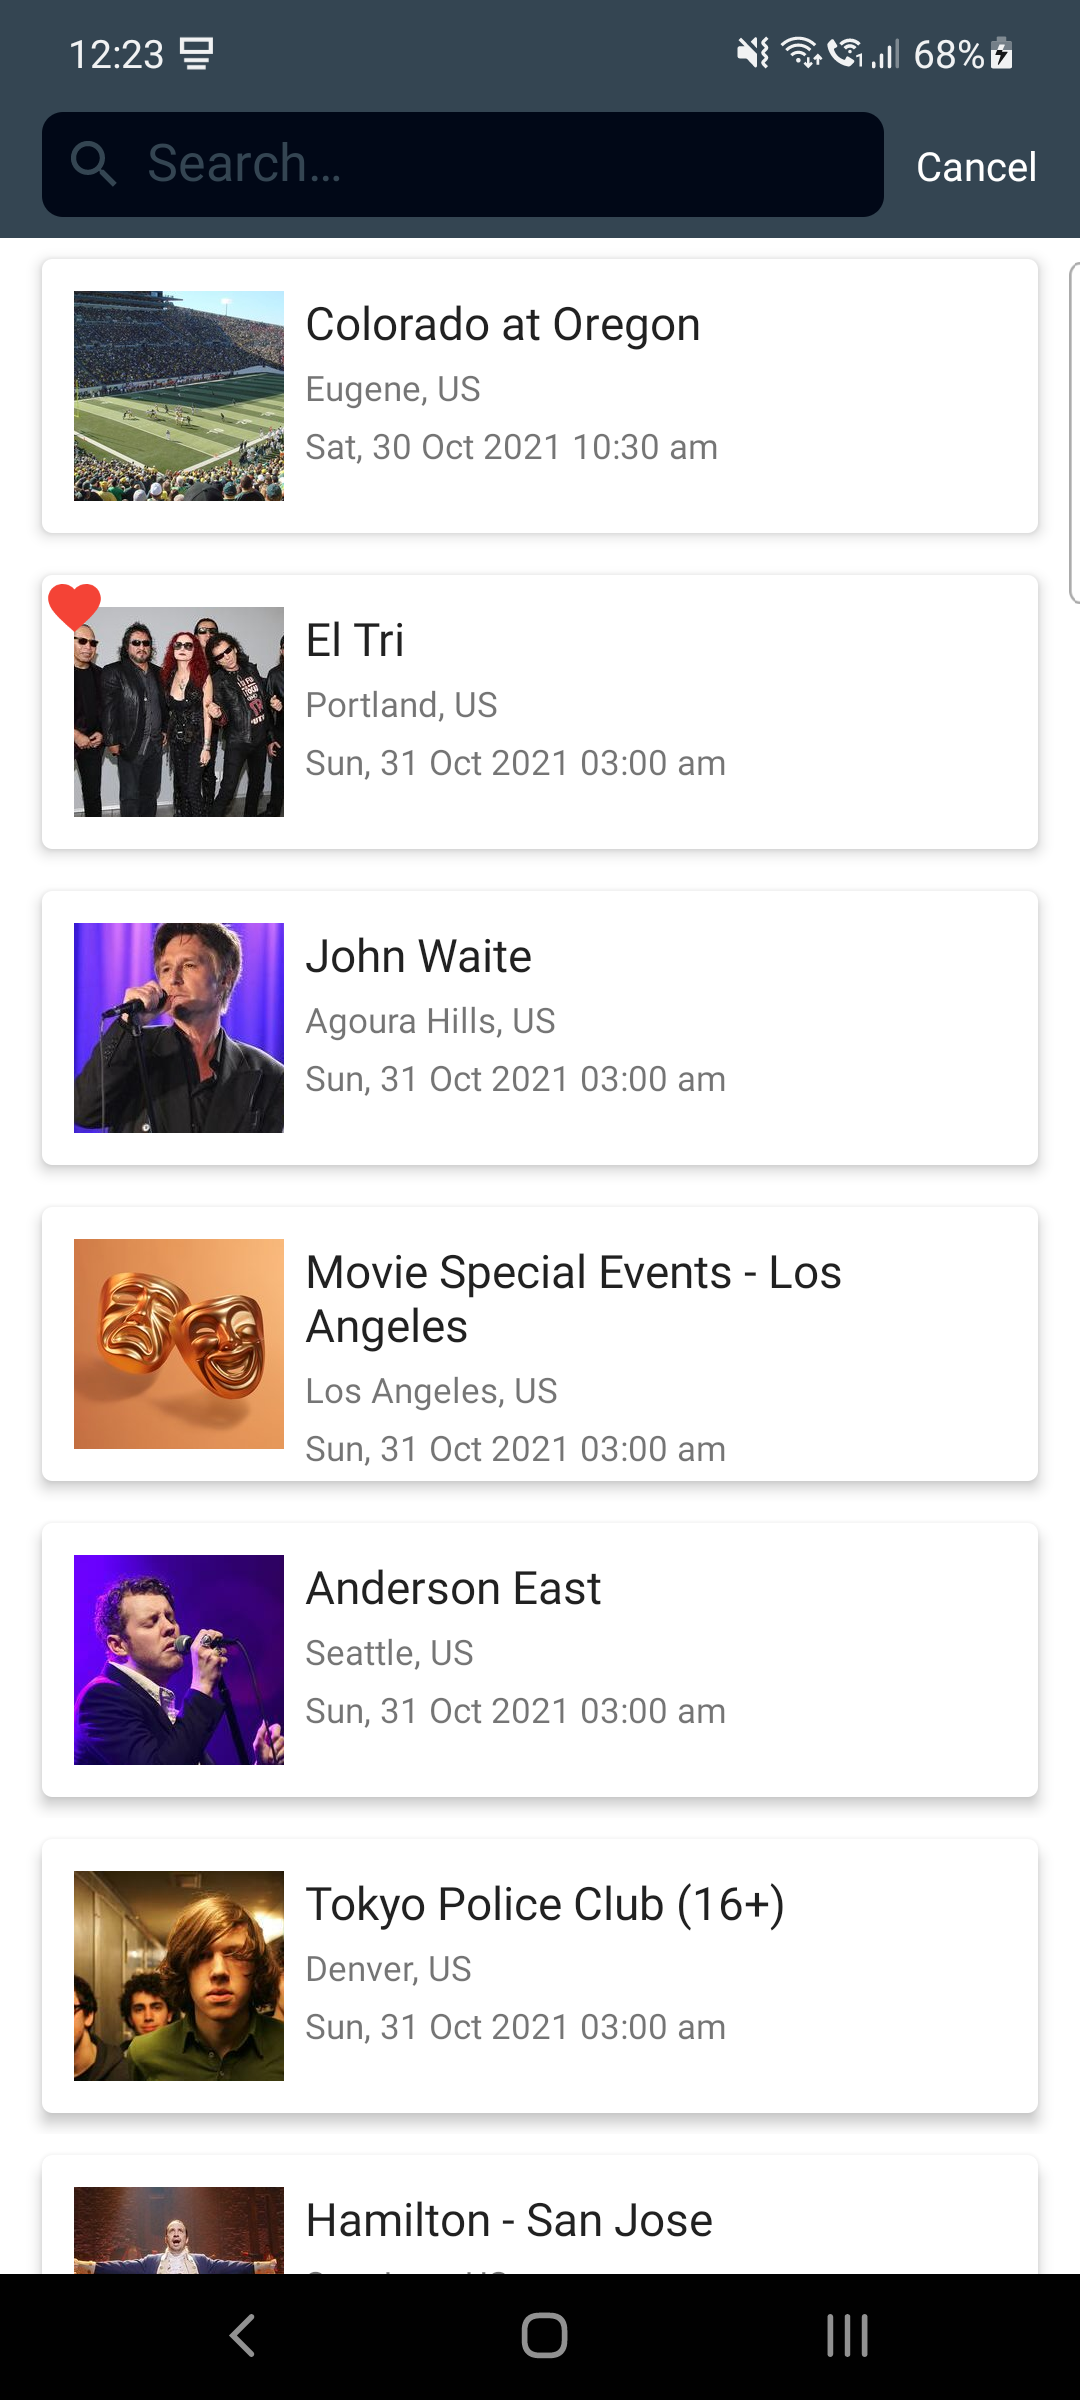 12:23
68%
Search...
Cancel
Colorado at Oregon
Eugene, US
Sat, 30 Oct 2021 10:30 am
El Tri
Portland, US
Sun, 31 Oct 2021 03:00 am
John Waite
Agoura Hills, US
Sun, 31 Oct 2021 03:00 am
Movie Special Events - Los
Angeles
Los Angeles, US
Sun, 31 Oct 2021 03:00 am
Anderson East
Seattle, US
Sun, 31 Oct 2021 03:00 am
Tokyo Police Club (16+)
Denver, US
Sun, 31 Oct 2021 03:00 am
Hamilton - San Jose